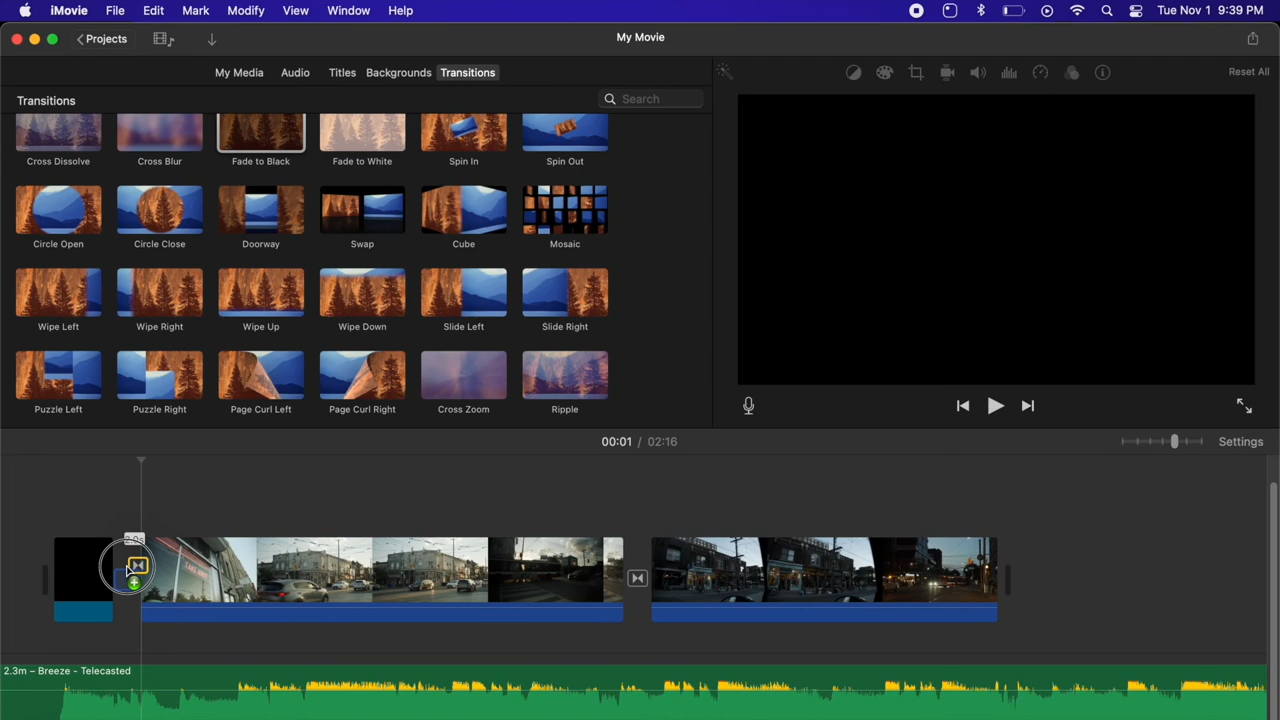 iMovie File Edit Mark Modify View Window Help Tue Nov 1 9:39 PM
Projects My Movie
My Media Audio Titles Backgrounds Transitions Reset All
Transitions Search
Cross Dissolve Cross Blur Fade to Black Fade to White Spin In Spin Out
Circle Open Circle Close Doorway Swap Cube Mosaic
Wipe Left Wipe Right Wipe Up Wipe Down Slide Left Slide Right
Puzzle Left Puzzle Right Page Curl Left Page Curl Right Cross Zoom Ripple
00:01 / 02:16 Settings
2.0s
2.3m – Breeze - Telecasted